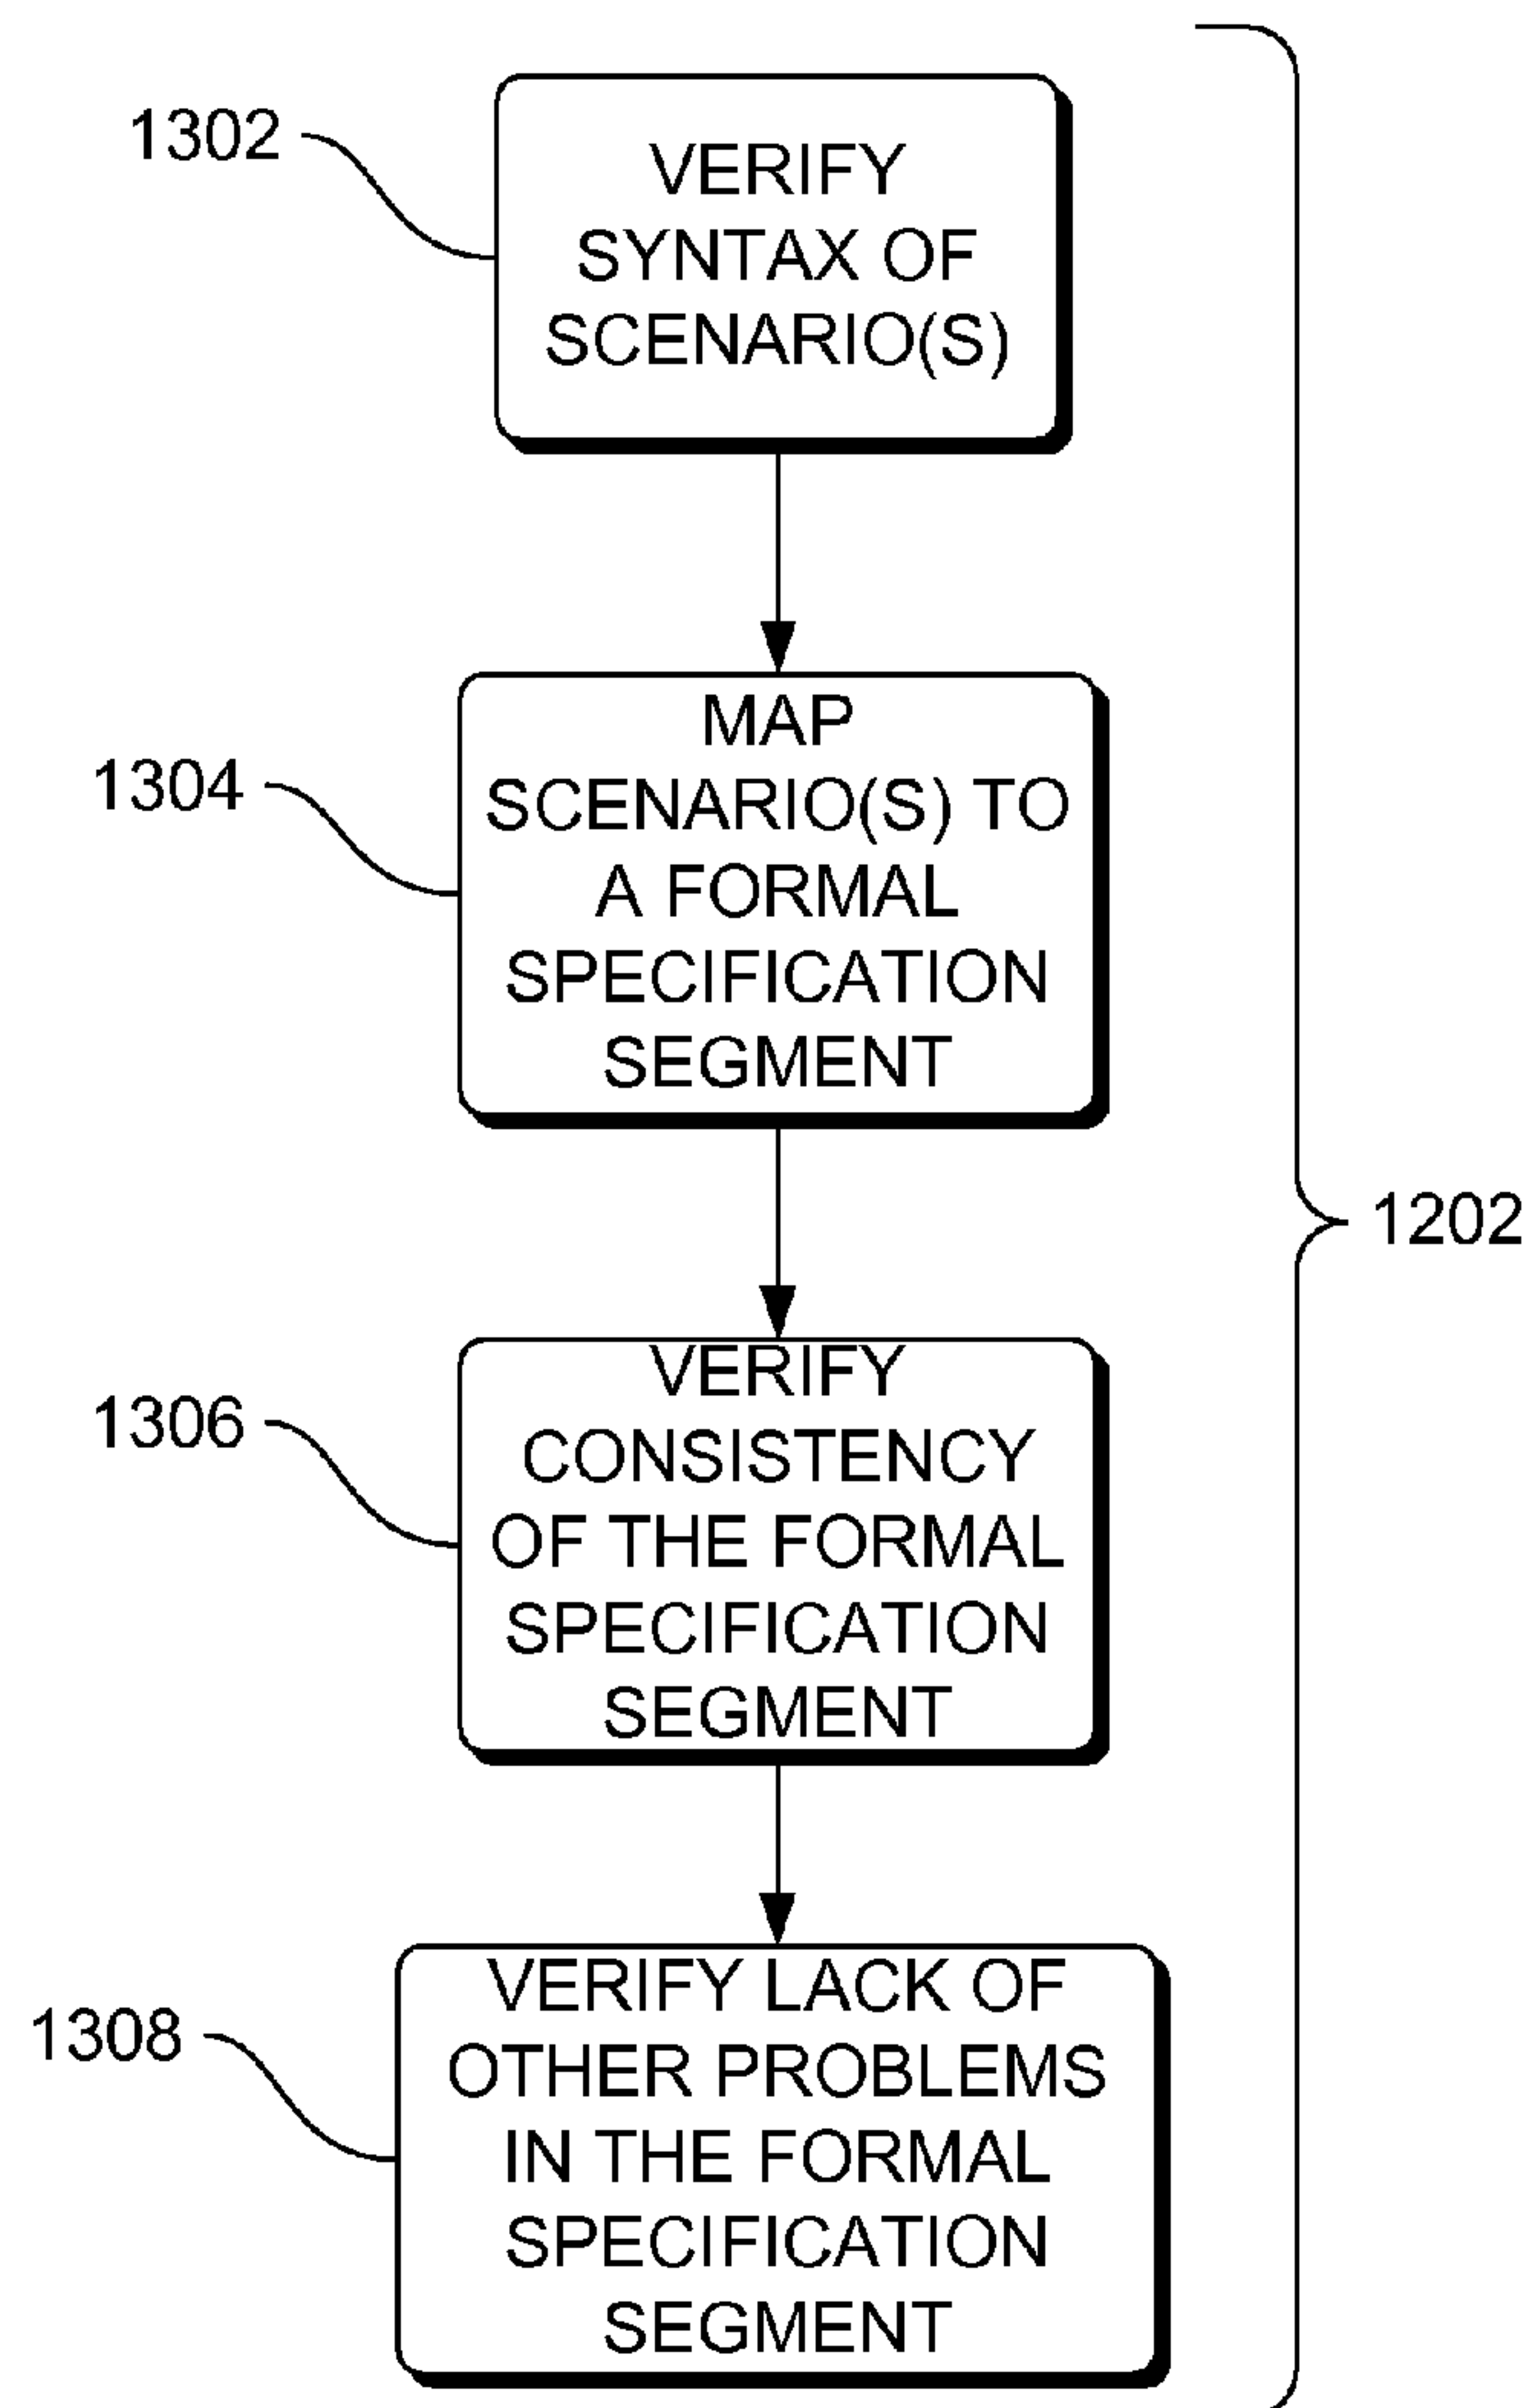 1302
VERIFY
SYNTAX OF
SCENARIO(S)
1304
MAP
SCENARIO(S) TO
A FORMAL
SPECIFICATION
SEGMENT
1202
1306
VERIFY
CONSISTENCY
OF THE FORMAL
SPECIFICATION
SEGMENT
1308
VERIFY LACK OF
OTHER PROBLEMS
IN THE FORMAL
SPECIFICATION
SEGMENT